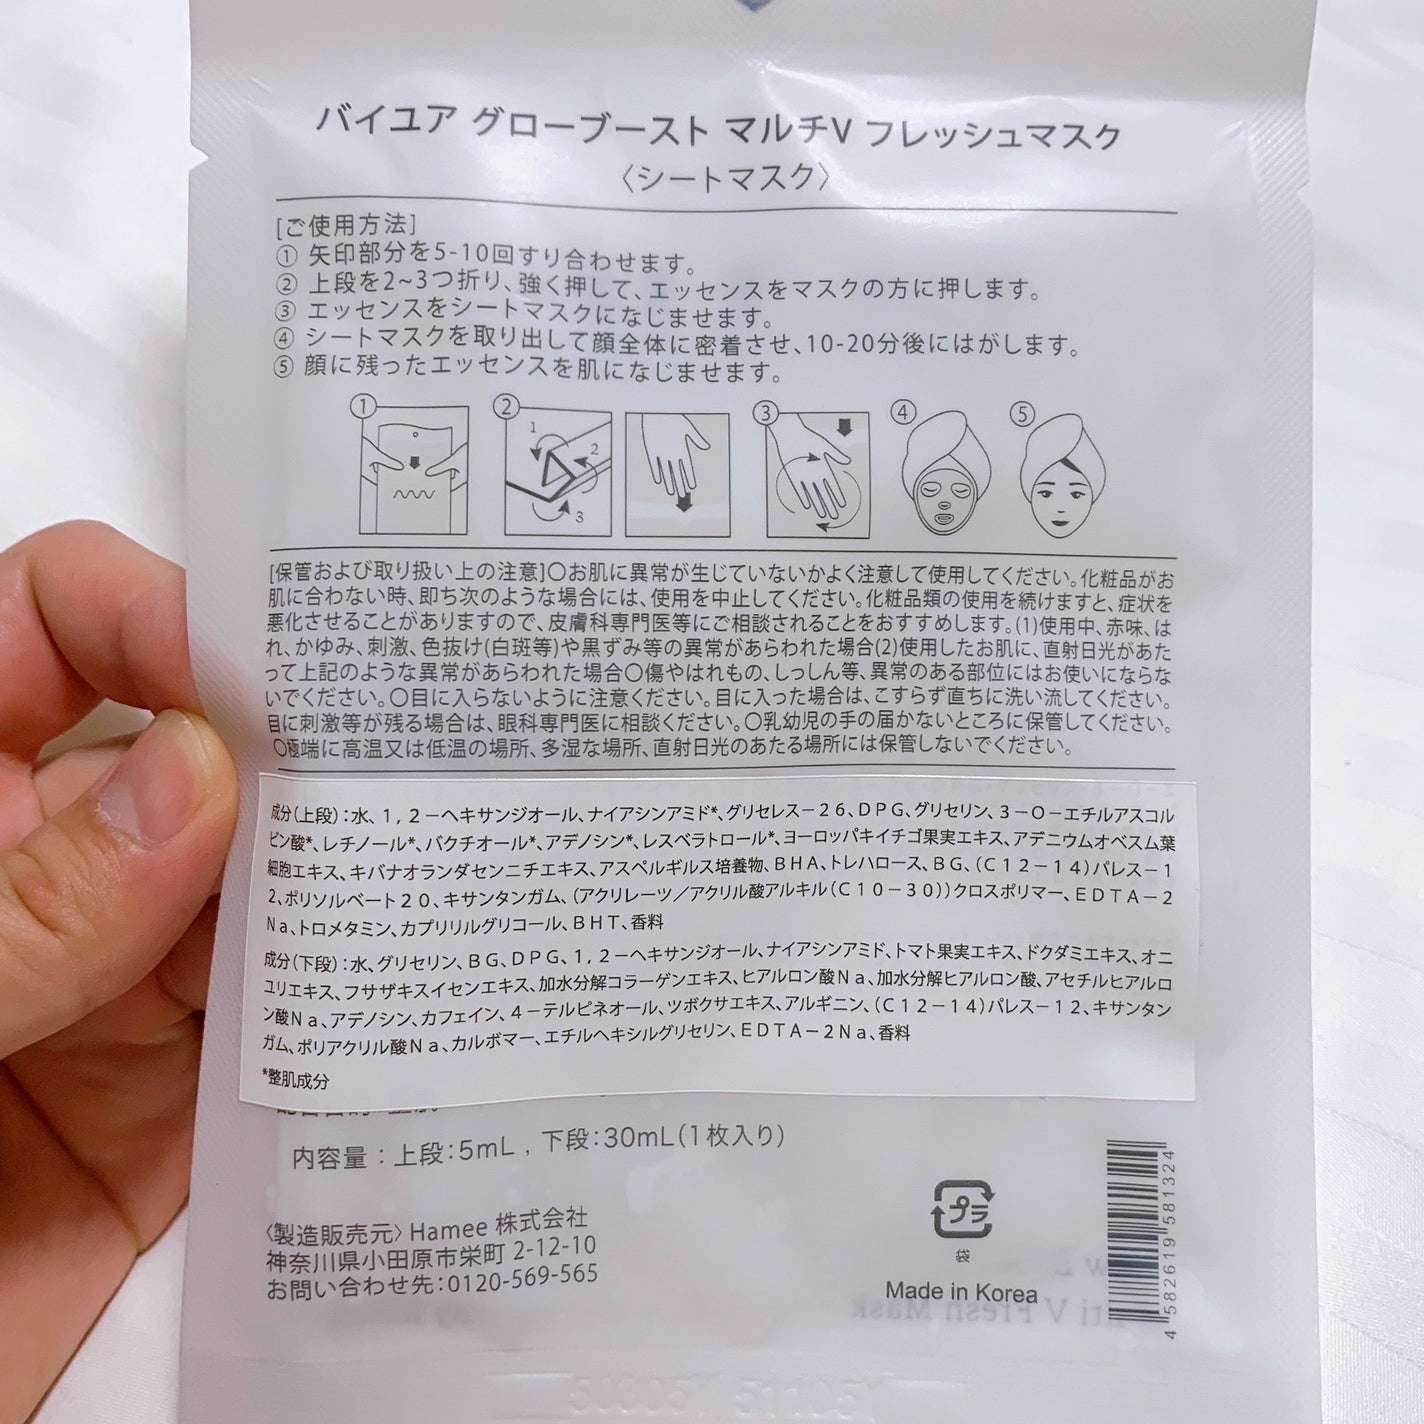 バイユア グローブースト マルチV フレッシュマスク
〈シートマスク〉
[ご使用方法]
① 矢印部分を5-10回すり合わせます。
② 上段を2~3つ折り、強く押して、エッセンスをマスクの方に押します。
③ エッセンスをシートマスクになじませます。
④ シートマスクを取り出して顔全体に密着させ、10-20分後にはがします。
⑤ 顔に残ったエッセンスを肌になじませます。
① ② ③ ④ ⑤
1 2 3
[保管および取り扱い上の注意]〇お肌に異常が生じていないかよく注意して使用してください。化粧品がお
肌に合わない時、即ち次のような場合には、使用を中止してください。化粧品類の使用を続けますと、症状を
悪化させることがありますので、皮膚科専門医等にご相談されることをおすすめします。(1)使用中、赤味、は
れ、かゆみ、刺激、色抜け(白斑等)や黒ずみ等の異常があらわれた場合(2)使用したお肌に、直射日光があた
って上記のような異常があらわれた場合〇傷やはれもの、しっしん等、異常のある部位にはお使いにならな
いでください。〇目に入らないように注意ください。目に入った場合は、こすらず直ちに洗い流してください。
目に刺激等が残る場合は、眼科専門医に相談ください。〇乳幼児の手の届かないところに保管してください。
〇極端に高温又は低温の場所、多湿な場所、直射日光のあたる場所には保管しないでください。
成分(上段):水、1,2-ヘキサンジオール、ナイアシンアミド*、グリセレス-26、DPG、グリセリン、3-O-エチルアスコル
ビン酸*、レチノール*、バクチオール*、アデノシン*、レスベラトロール*、ヨーロッパキイチゴ果実エキス、アデニウムオベスム葉
細胞エキス、キバナオランダセンニチエキス、アスペルギルス培養物、BHA、トレハロース、BG、(C12-14)パレス-1
2、ポリソルベート20、キサンタンガム、(アクリレーツ/アクリル酸アルキル(C10-30))クロスポリマー、EDTA-2
Na、トロメタミン、カプリリルグリコール、BHT、香料
成分(下段):水、グリセリン、BG、DPG、1,2-ヘキサンジオール、ナイアシンアミド、トマト果実エキス、ドクダミエキス、オニ
ユリエキス、フサザキスイセンエキス、加水分解コラーゲンエキス、ヒアルロン酸Na、加水分解ヒアルロン酸、アセチルヒアルロ
ン酸Na、アデノシン、カフェイン、4-テルピネオール、ツボクサエキス、アルギニン、(C12-14)パレス-12、キサンタン
ガム、ポリアクリル酸Na、カルボマー、エチルヘキシルグリセリン、EDTA-2Na、香料
*整肌成分
内容量：上段:5mL , 下段:30mL(1枚入り)
〈製造販売元〉Hamee 株式会社
神奈川県小田原市栄町 2-12-10
お問い合わせ先:0120-569-565
プラ
袋
Made in Korea
4 582619 581324